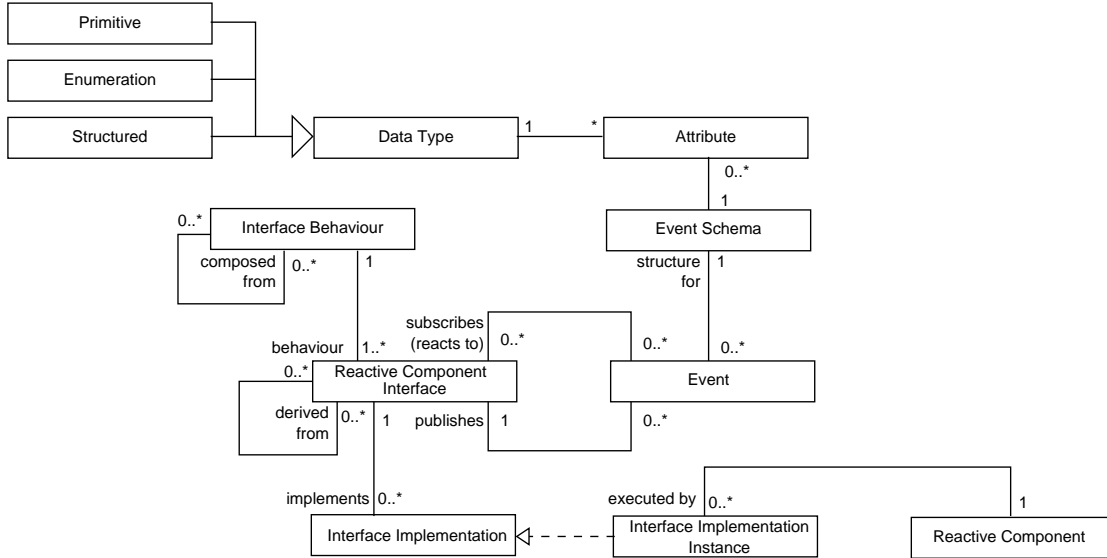 Primitive
Enumeration
Structured
Data Type
1
*
Attribute
0..*
1
Event Schema
structure
for
1
0..*
Interface Behaviour
0..*
composed
from
0..*
1
behaviour
1..*
subscribes
(reacts to)
0..*
0..*
0..*
Reactive Component
Interface
Event
derived
from
0..*
1
publishes
1
0..*
implements
0..*
Interface Implementation
executed by
0..*
Interface Implementation
Instance
1
Reactive Component